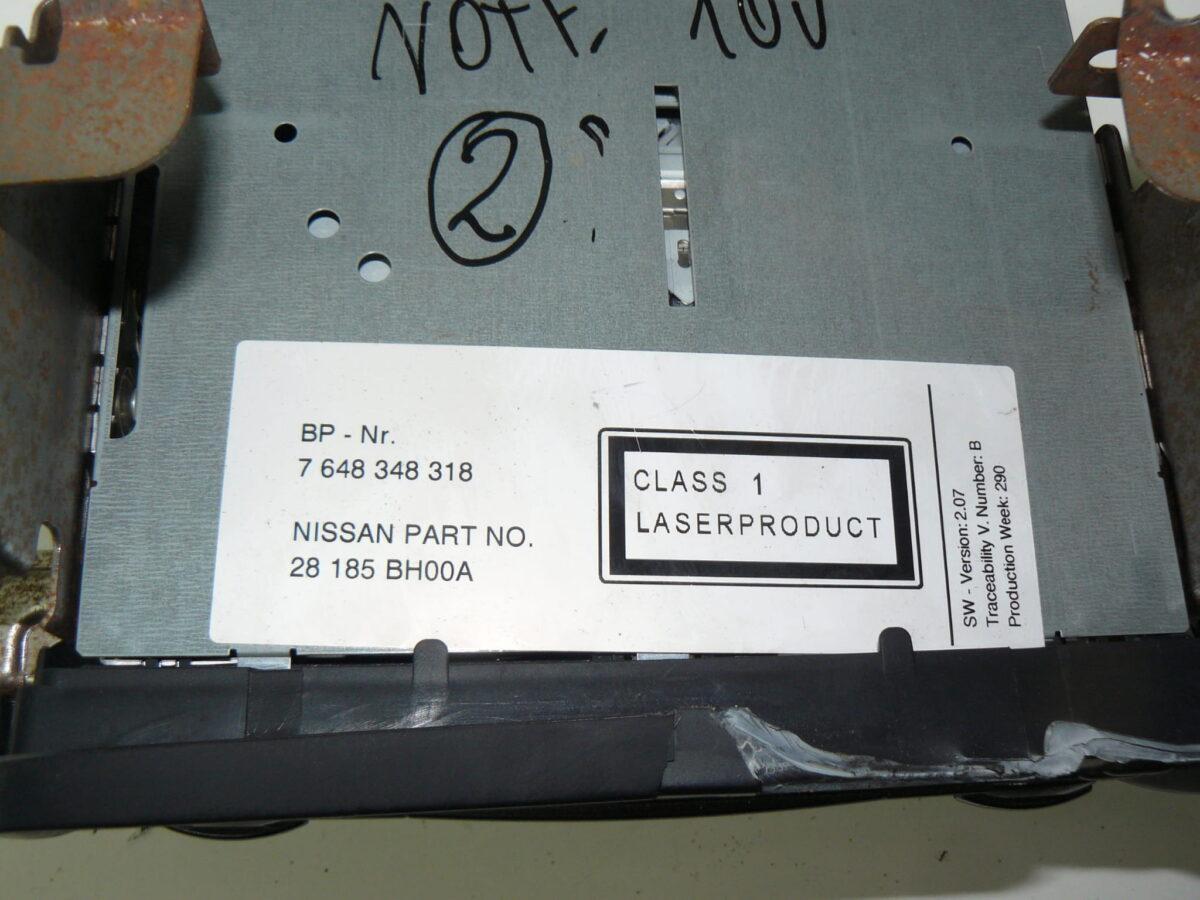 NOTE, 100
2
BP - Nr.
7 648 348 318
NISSAN PART NO.
28 185 BH00A
CLASS 1
LASERPRODUCT
SW - Version: 2.07
Traceability V. Number: B
Production Week: 290